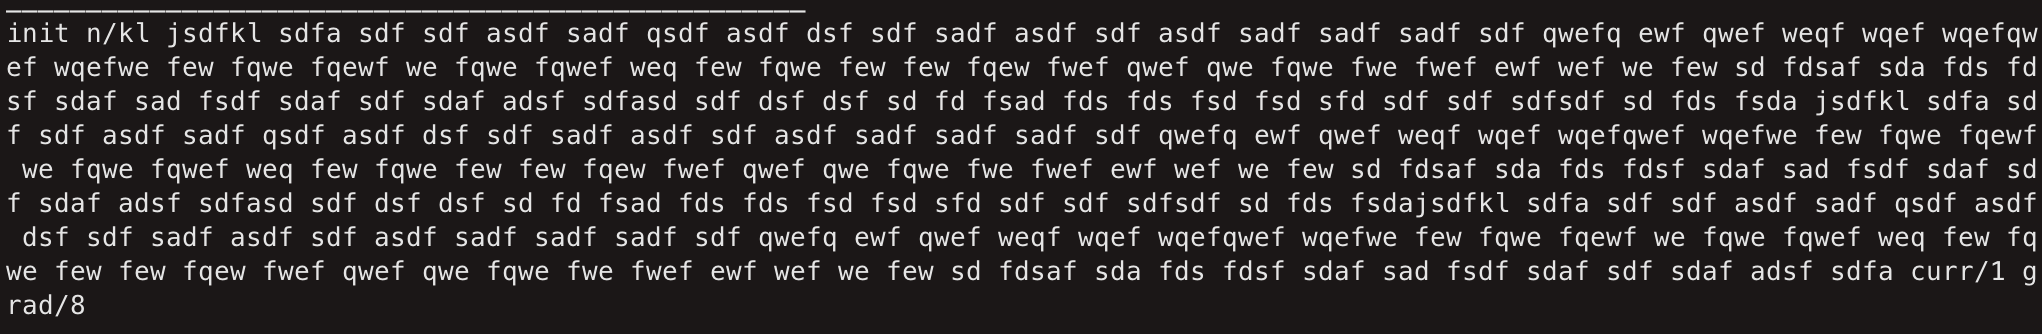 init n/kl jsdfkl sdfa sdf sdf asdf sadf qsdf asdf dsf sdf sadf asdf sdf asdf sadf sadf sadf sdf qwefq ewf qwef weqf wqef wqefqw
ef wqefwe few fqwe fqewf we fqwe fqwef weq few fqwe few few fqew fwef qwef qwe fqwe fwe fwef ewf wef we few sd fdsaf sda fds fd
sf sdaf sad fsdf sdaf sdf sdaf adsf sdfasd sdf dsf dsf sd fd fsad fds fds fsd fsd sfd sdf sdf sdfsdf sd fds fsda jsdfkl sdfa sd
f sdf asdf sadf qsdf asdf dsf sdf sadf asdf sdf asdf sadf sadf sadf sdf qwefq ewf qwef weqf wqef wqefqwef wqefwe few fqwe fqewf
 we fqwe fqwef weq few fqwe few few fqew fwef qwef qwe fqwe fwe fwef ewf wef we few sd fdsaf sda fds fdsf sdaf sad fsdf sdaf sd
f sdaf adsf sdfasd sdf dsf dsf sd fd fsad fds fds fsd fsd sfd sdf sdf sdfsdf sd fds fsdajsdfkl sdfa sdf sdf asdf sadf qsdf asdf
 dsf sdf sadf asdf sdf asdf sadf sadf sadf sdf qwefq ewf qwef weqf wqef wqefqwef wqefwe few fqwe fqewf we fqwe fqwef weq few fq
we few few fqew fwef qwef qwe fqwe fwe fwef ewf wef we few sd fdsaf sda fds fdsf sdaf sad fsdf sdaf sdf sdaf adsf sdfa curr/1 g
rad/8